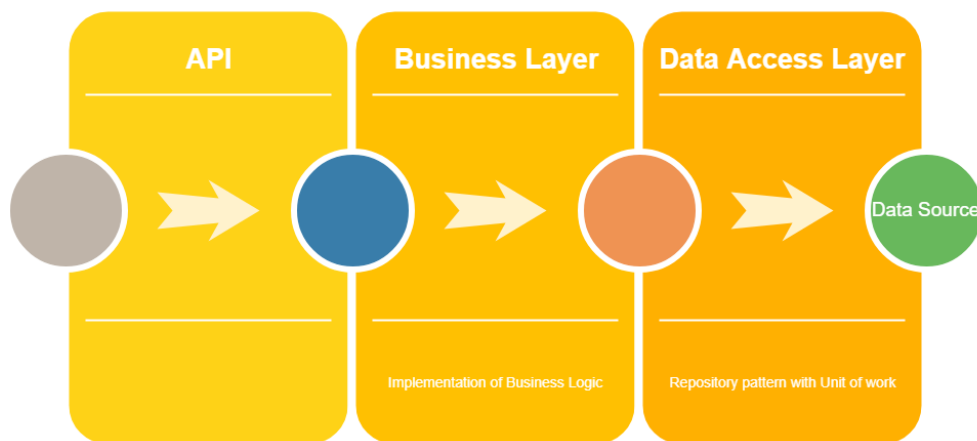 API
Business Layer
Data Access Layer
Data Source
Implementation of Business Logic
Repository pattern with Unit of work